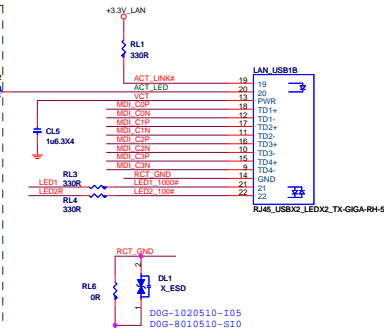 +3.3V_LAN
RL1
330R
LAN_USB1B
ACT_LINK# 19 19
ACT_LED 20 20
VCT 13 PWR
MDI_C0P 18 TD1+
MDI_C0N 12 TD1-
MDI_C1P 17 TD2+
MDI_C1N 11 TD2-
MDI_C2P 16 TD3+
MDI_C2N 10 TD3-
MDI_C3P 15 TD4+
MDI_C3N 9 TD4-
RCT_GND 14 GND
CL5
1u6.3X4
RL3
330R
LED1 LED1_1000# 21 21
LED2R LED2_100# 22 22
RL4
330R
RJ45_USBX2_LEDX2_TX-GIGA-RH-5
RCT_GND
2
RL6
0R
DL1
X_ESD
1
D0G-1020510-I05
D0G-8010510-SI0